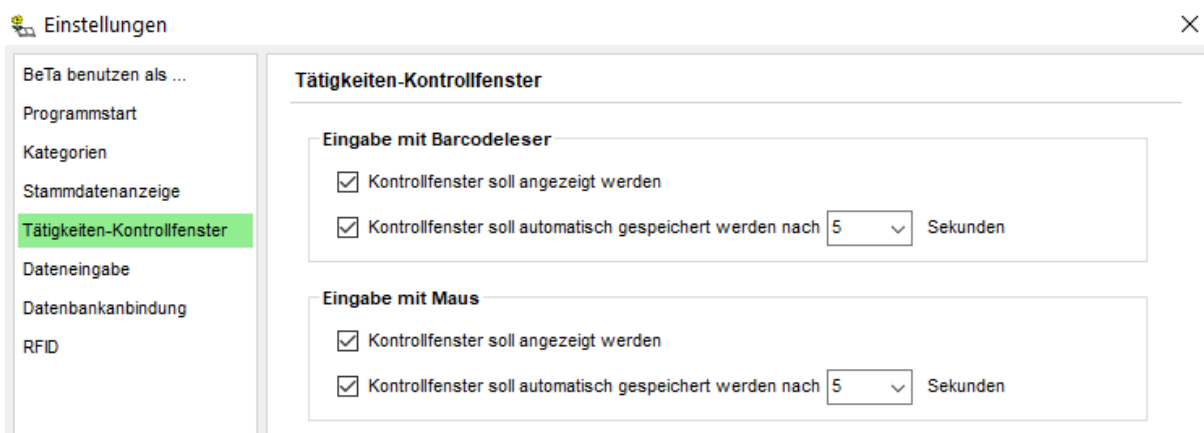 Einstellungen
BeTa benutzen als ...
Programmstart
Kategorien
Stammdatenanzeige
Tätigkeiten-Kontrollfenster
Dateneingabe
Datenbankanbindung
RFID
Tätigkeiten-Kontrollfenster
Eingabe mit Barcodeleser
Kontrollfenster soll angezeigt werden
Kontrollfenster soll automatisch gespeichert werden nach 5 Sekunden
Eingabe mit Maus
Kontrollfenster soll angezeigt werden
Kontrollfenster soll automatisch gespeichert werden nach 5 Sekunden